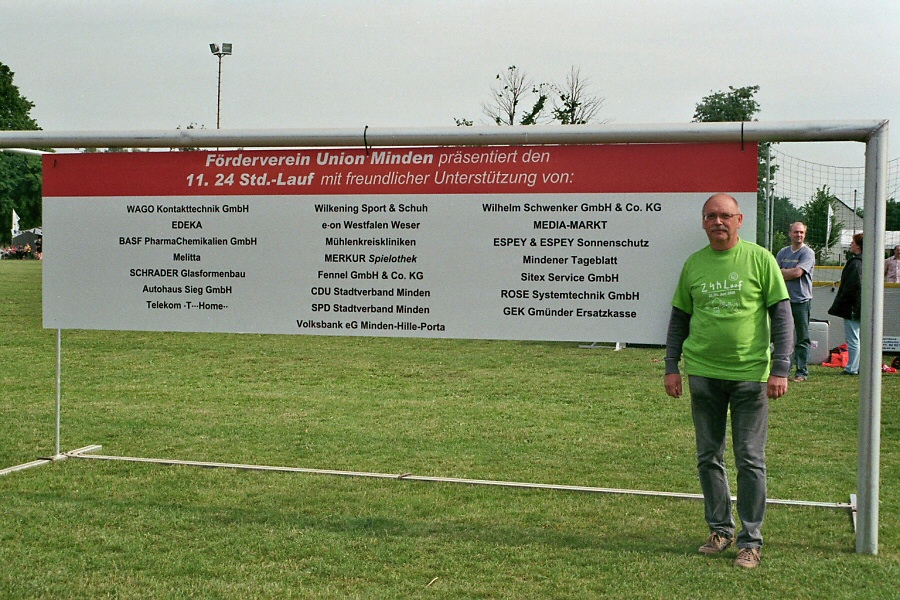 Förderverein Union Minden präsentiert den
11. 24 Std.-Lauf mit freundlicher Unterstützung von:
WAGO Kontakttechnik GmbH
EDEKA
BASF PharmaChemikalien GmbH
Melitta
SCHRADER Glasformenbau
Autohaus Sieg GmbH
Telekom ·T···Home··
Wilkening Sport & Schuh
e·on Westfalen Weser
Mühlenkreiskliniken
MERKUR Spielothek
Fennel GmbH & Co. KG
CDU Stadtverband Minden
SPD Stadtverband Minden
Volksbank eG Minden-Hille-Porta
Wilhelm Schwenker GmbH & Co. KG
MEDIA-MARKT
ESPEY & ESPEY Sonnenschutz
Mindener Tageblatt
Sitex Service GmbH
ROSE Systemtechnik GmbH
GEK Gmünder Ersatzkasse
24h Lauf